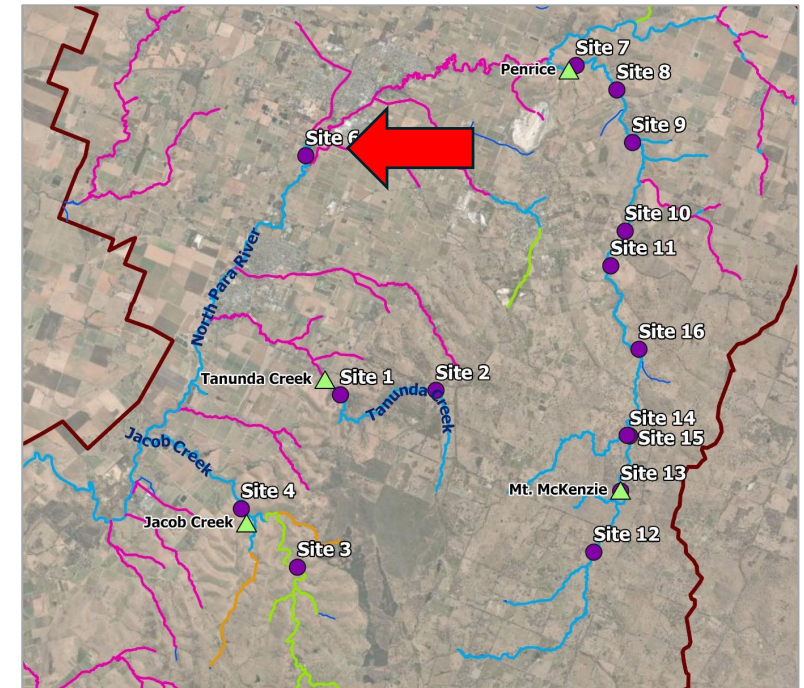 Site 7
Penrice
Site 8
Site 9
Site 6
Site 10
Site 11
North Para River
Site 16
Tanunda Creek
Site 1
Site 2
Tanunda Creek
Site 14
Site 15
Jacob Creek
Site 13
Mt. McKenzie
Site 4
Jacob Creek
Site 12
Site 3